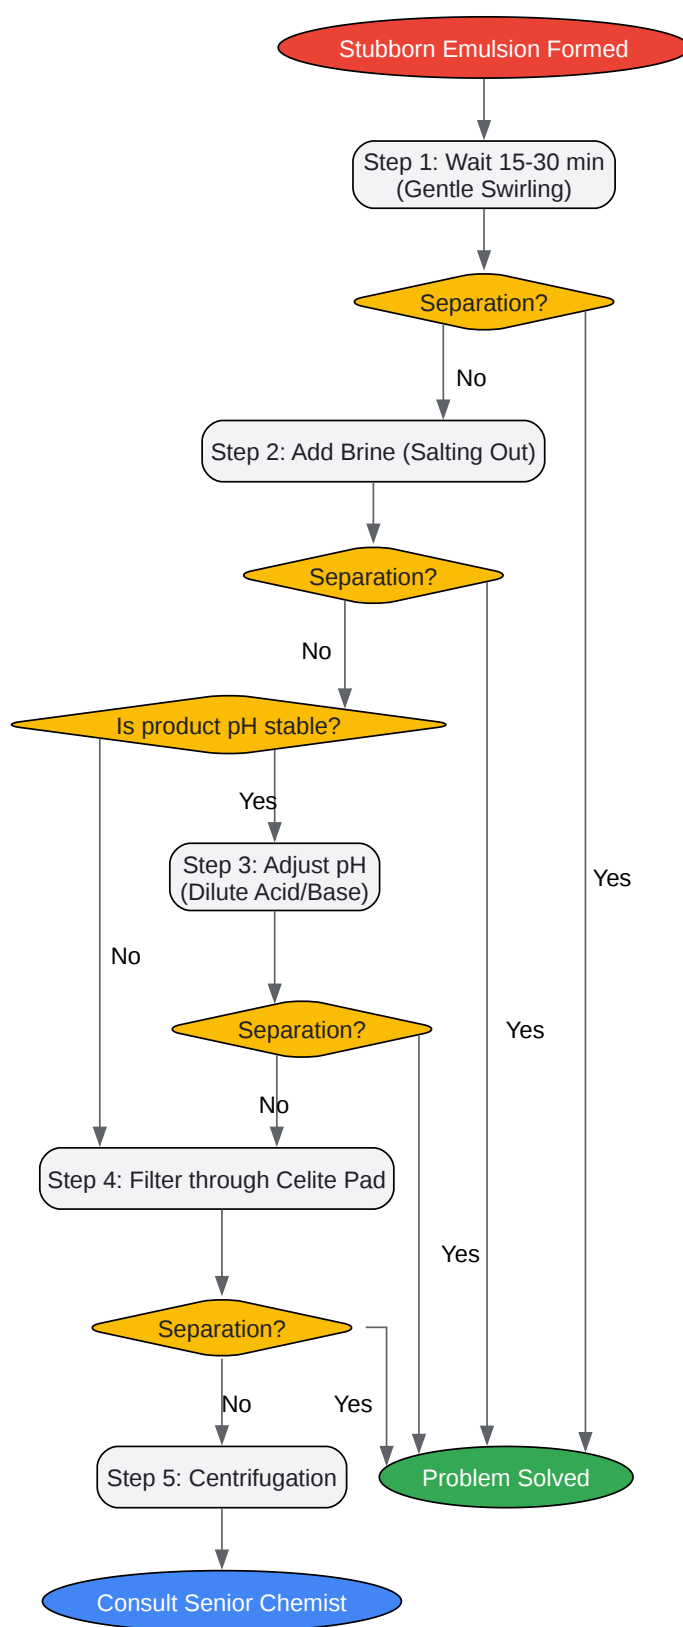 Stubborn Emulsion Formed
Step 1: Wait 15-30 min
(Gentle Swirling)
Separation?
No
Step 2: Add Brine (Salting Out)
Separation?
No
Is product pH stable?
Yes
Step 3: Adjust pH
(Dilute Acid/Base)
Yes
No
Separation?
Yes
No
Step 4: Filter through Celite Pad
Yes
Separation?
No
Yes
Step 5: Centrifugation
Problem Solved
Consult Senior Chemist